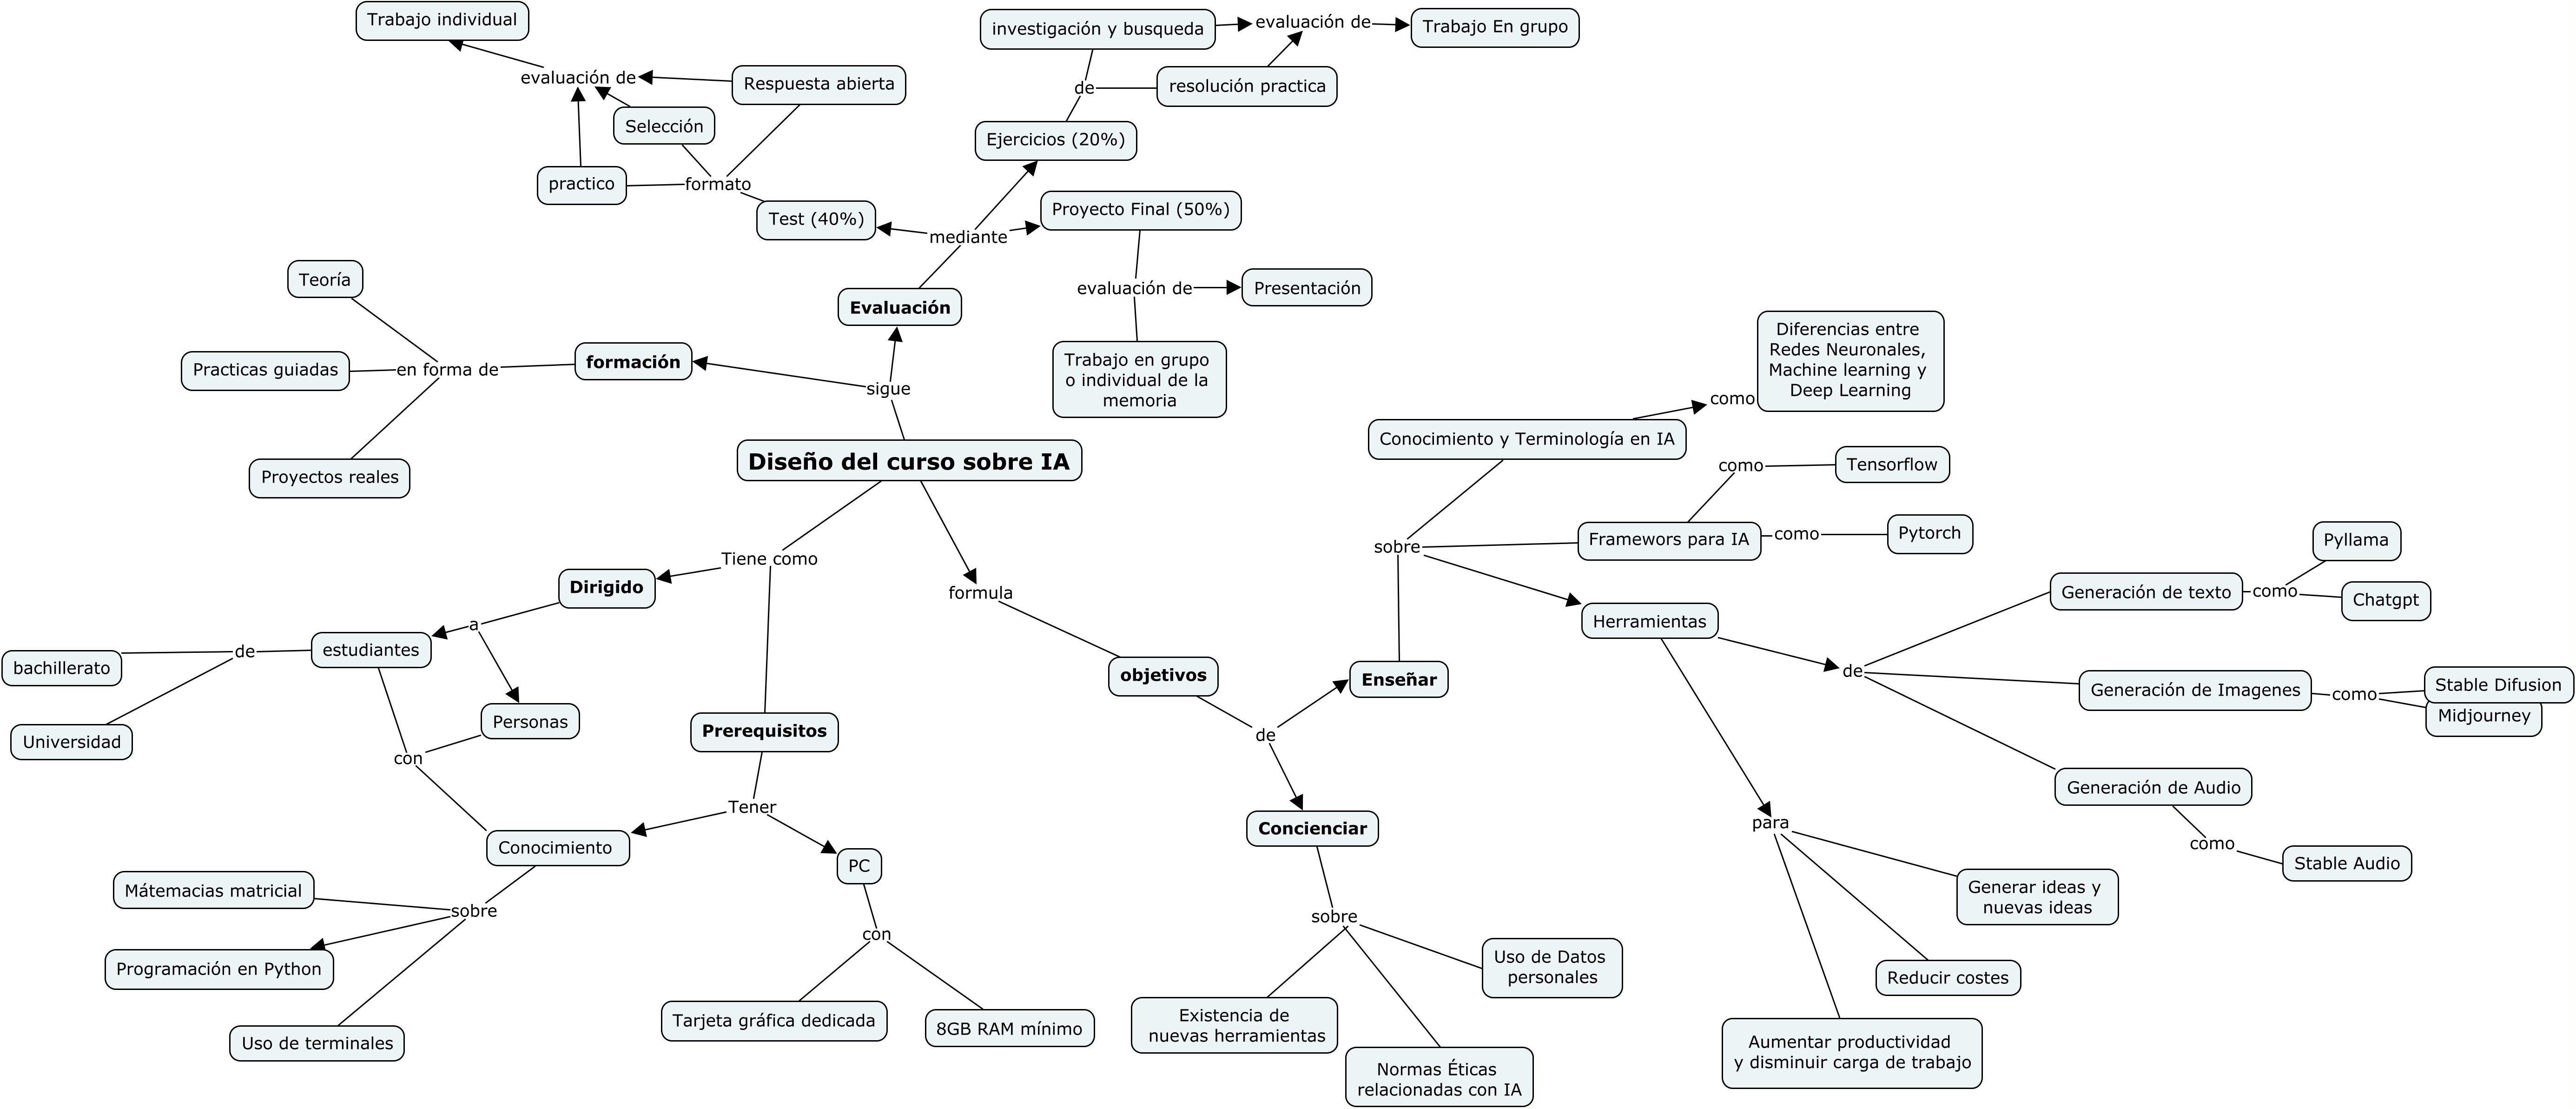 Trabajo individual
evaluación de
Respuesta abierta
Selección
practico
formato
Test (40%)
investigación y busqueda
evaluación de
Trabajo En grupo
de
resolución practica
Ejercicios (20%)
mediante
Proyecto Final (50%)
evaluación de
Presentación
Trabajo en grupo
o individual de la
memoria
Evaluación
Teoría
Practicas guiadas
en forma de
formación
Proyectos reales
sigue
Diseño del curso sobre IA
Tiene como
Dirigido
a
estudiantes
de
bachillerato
Universidad
Personas
con
Prerequisitos
Tener
Conocimiento
sobre
Mátemacias matricial
Programación en Python
Uso de terminales
PC
con
Tarjeta gráfica dedicada
8GB RAM mínimo
formula
objetivos
de
Enseñar
Concienciar
sobre
Existencia de
nuevas herramientas
Normas Éticas
relacionadas con IA
Uso de Datos
personales
sobre
Conocimiento y Terminología en IA
como
Diferencias entre
Redes Neuronales,
Machine learning y
Deep Learning
Framewors para IA
como
Tensorflow
como
Pytorch
Herramientas
de
Generación de texto
como
Pyllama
Chatgpt
Generación de Imagenes
como
Stable Difusion
Midjourney
Generación de Audio
como
Stable Audio
para
Generar ideas y
nuevas ideas
Reducir costes
Aumentar productividad
y disminuir carga de trabajo